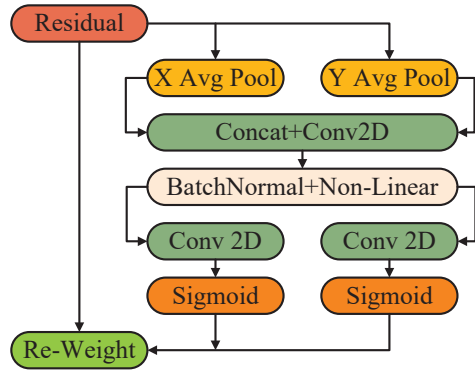 Residual
X Avg Pool
Y Avg Pool
Concat+Conv2D
BatchNormal+Non-Linear
Conv 2D
Conv 2D
Sigmoid
Sigmoid
Re-Weight